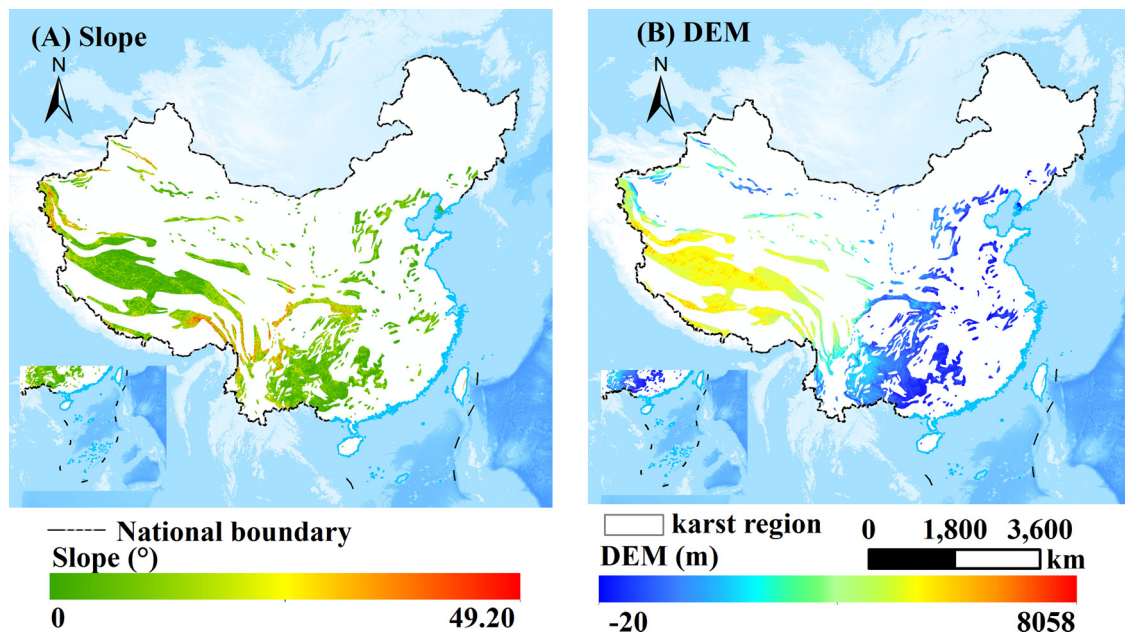 (A) Slope
N
(B) DEM
N
National boundary
Slope (°)
0 49.20
karst region
0 1,800 3,600
km
DEM (m)
-20 8058